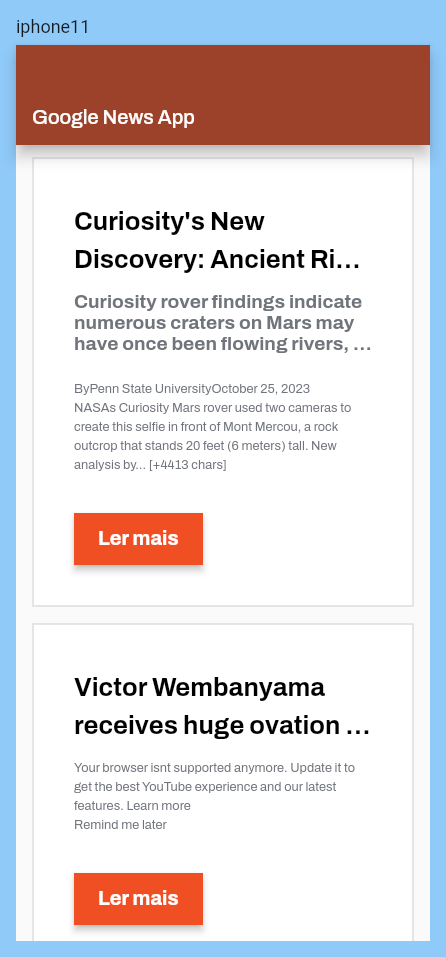 iphone11
Google News App
Curiosity's New
Discovery: Ancient Ri...
Curiosity rover findings indicate
numerous craters on Mars may
have once been flowing rivers, ...
ByPenn State UniversityOctober 25, 2023
NASAs Curiosity Mars rover used two cameras to
create this selfie in front of Mont Mercou, a rock
outcrop that stands 20 feet (6 meters) tall. New
analysis by... [+4413 chars]
Ler mais
Victor Wembanyama
receives huge ovation ...
Your browser isnt supported anymore. Update it to
get the best YouTube experience and our latest
features. Learn more
Remind me later
Ler mais